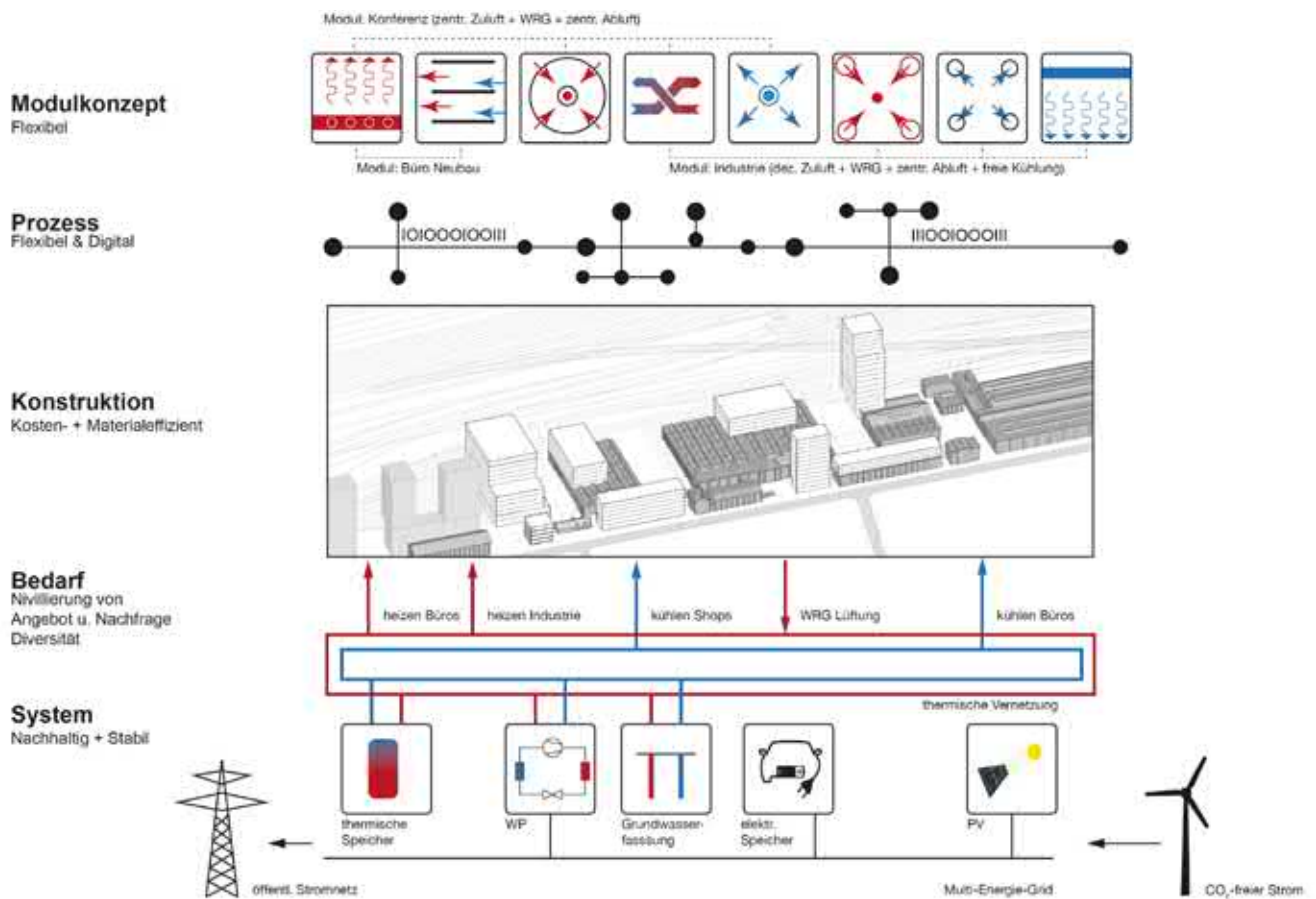 Modul: Konferenz (zentr. Zuluft + WRG + zentr. Abluft)
Modulkonzept
Flexibel
Modul: Büro Neubau
Modul: Industrie (dez. Zuluft + WRG + zentr. Abluft + freie Kühlung)
Prozess
Flexibel & Digital
IOIOOOIOOIII
IIIOOIOOOIII
Konstruktion
Kosten- + Materialeffizient
Bedarf
Nivillierung von
Angebot u. Nachfrage
Diversität
heizen Büros
heizen Industrie
kühlen Shops
WRG Lüftung
kühlen Büros
thermische Vernetzung
System
Nachhaltig + Stabil
thermische
Speicher
WP
Grundwasser-
fasssung
elektr.
Speicher
PV
öffentl. Stromnetz
Multi-Energie-Grid
CO₂-freier Strom